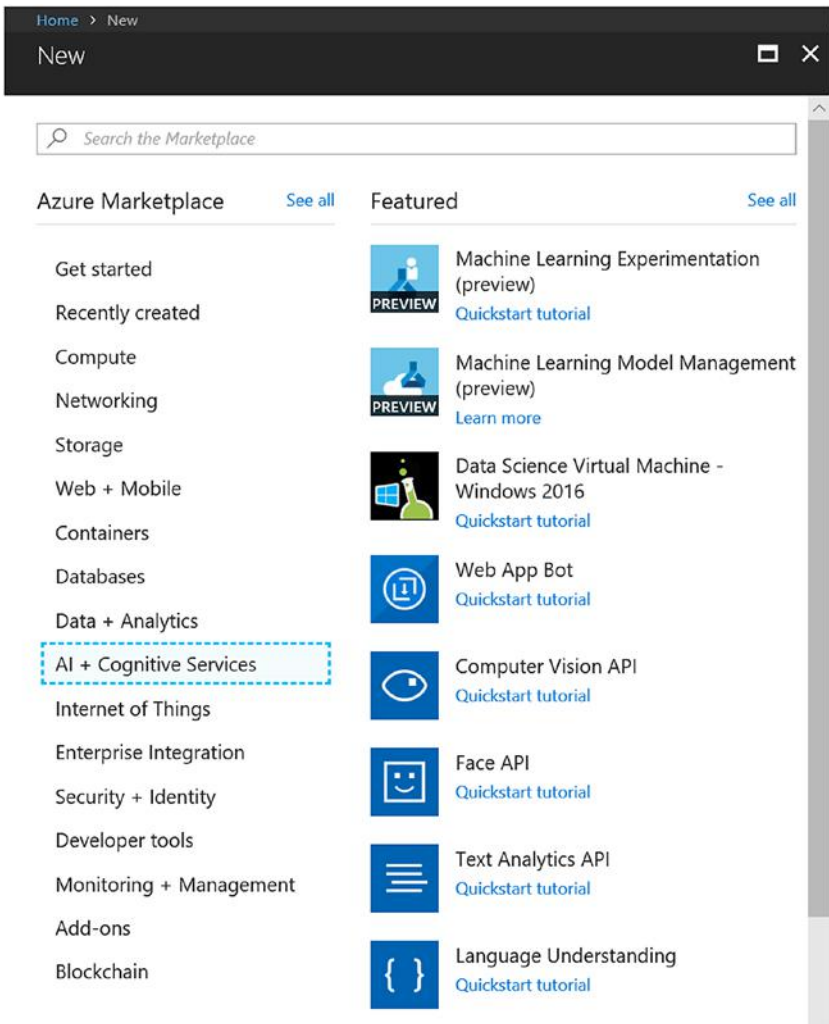 Home > New
New
Search the Marketplace
Azure Marketplace
See all
Get started
Recently created
Compute
Networking
Storage
Web + Mobile
Containers
Databases
Data + Analytics
AI + Cognitive Services
Internet of Things
Enterprise Integration
Security + Identity
Developer tools
Monitoring + Management
Add-ons
Blockchain
Featured
See all
PREVIEW
Machine Learning Experimentation
(preview)
Quickstart tutorial
PREVIEW
Machine Learning Model Management
(preview)
Learn more
Data Science Virtual Machine -
Windows 2016
Quickstart tutorial
Web App Bot
Quickstart tutorial
Computer Vision API
Quickstart tutorial
Face API
Quickstart tutorial
Text Analytics API
Quickstart tutorial
{ }
Language Understanding
Quickstart tutorial